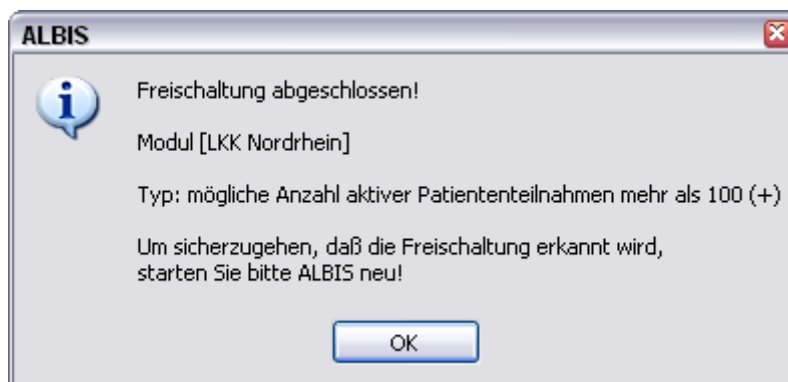 ALBIS
Freischaltung abgeschlossen!
Modul [LKK Nordrhein]
Typ: mögliche Anzahl aktiver Patiententeilnahmen mehr als 100 (+)
Um sicherzugehen, daß die Freischaltung erkannt wird,
starten Sie bitte ALBIS neu!
OK